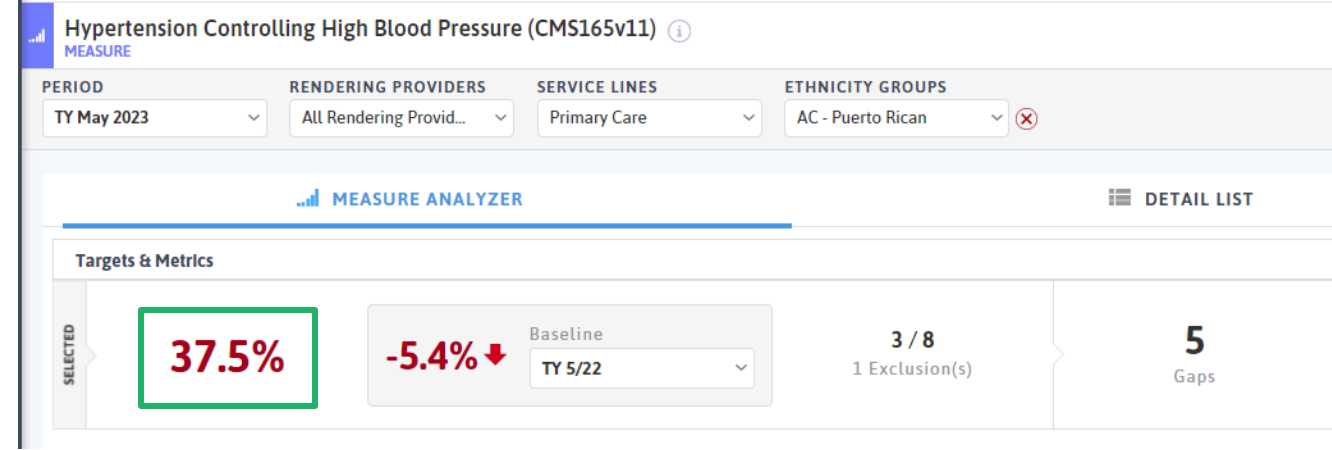 Hypertension Controlling High Blood Pressure (CMS165v11)
MEASURE
PERIOD RENDERING PROVIDERS SERVICE LINES ETHNICITY GROUPS
TY May 2023 All Rendering Provid... Primary Care AC - Puerto Rican
MEASURE ANALYZER DETAIL LIST
Targets & Metrics
SELECTED
37.5%
-5.4%
Baseline
TY 5/22
3 / 8
1 Exclusion(s)
5
Gaps